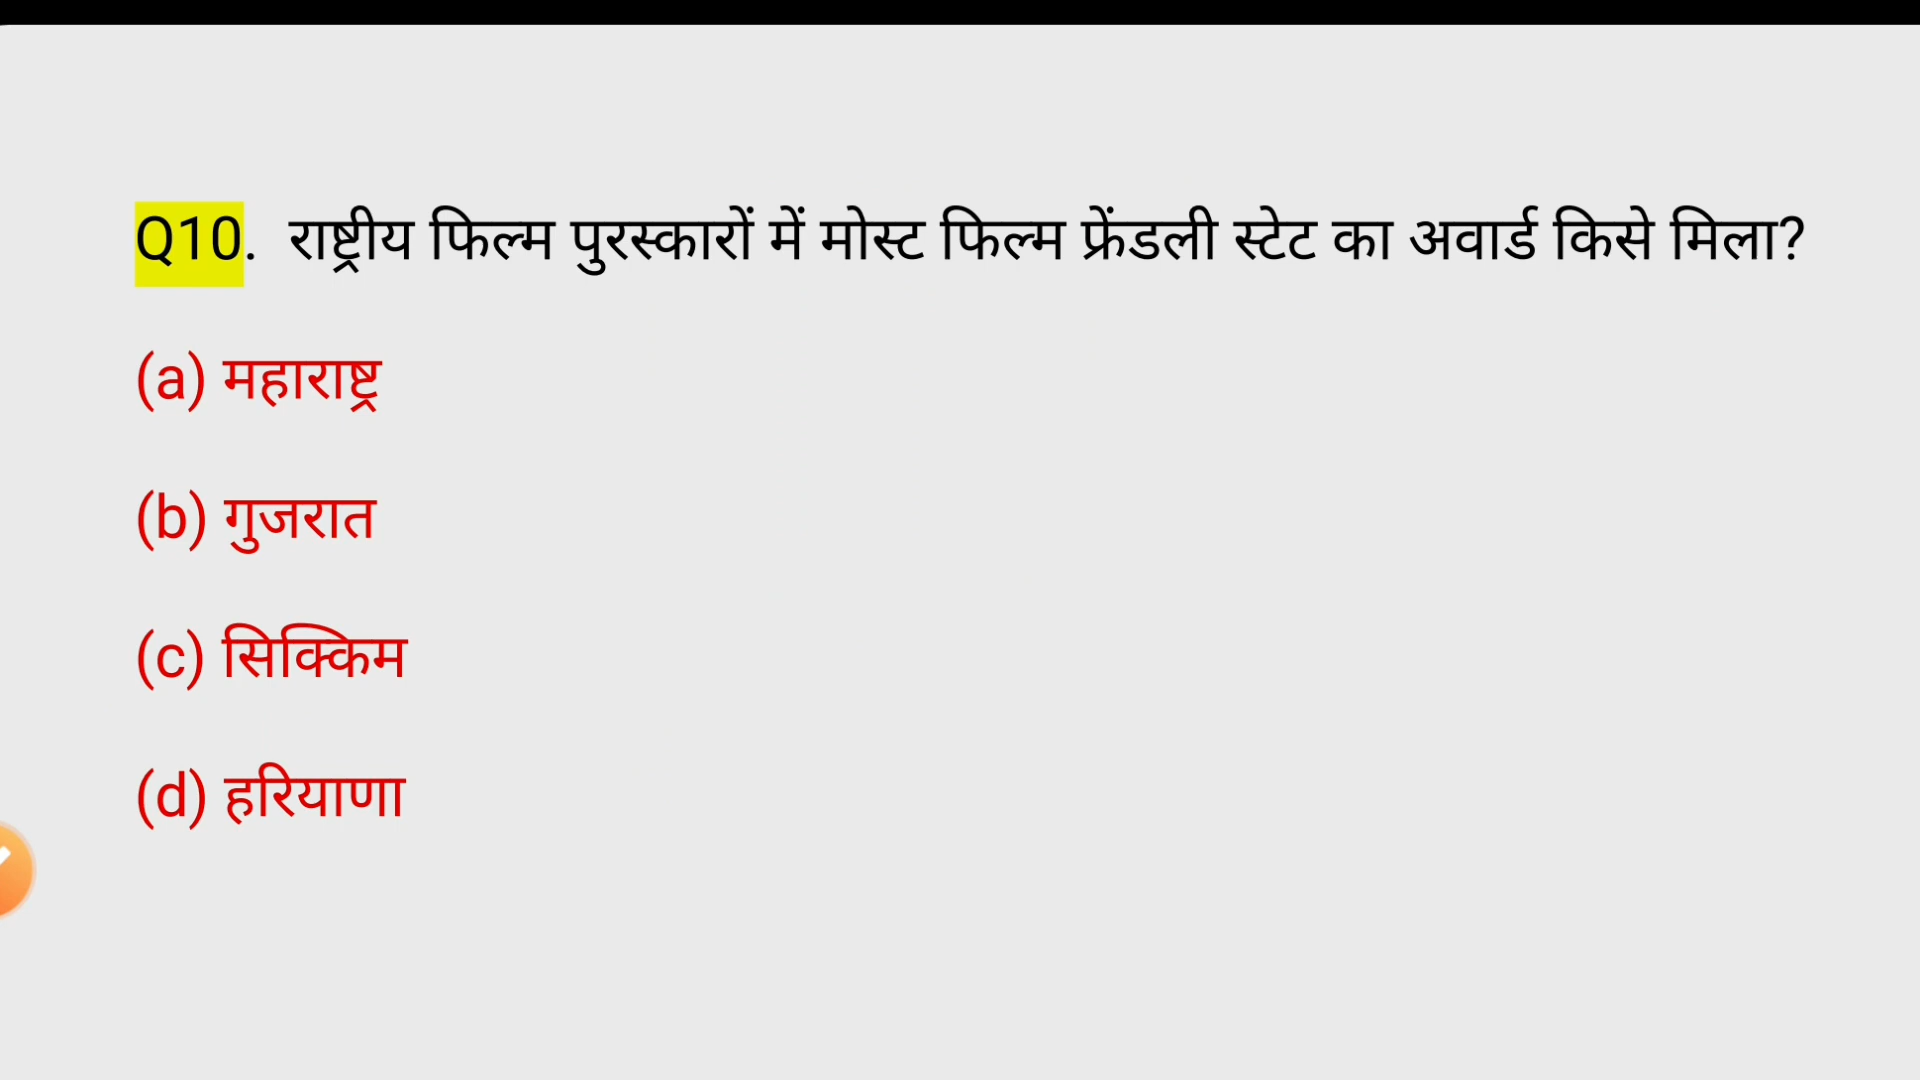 Q10. राष्ट्रीय फिल्म पुरस्कारों में मोस्ट फिल्म फ्रेंडली स्टेट का अवार्ड किसे मिला?
(a) महाराष्ट्र
(b) गुजरात
(c) सिक्किम
(d) हरियाणा